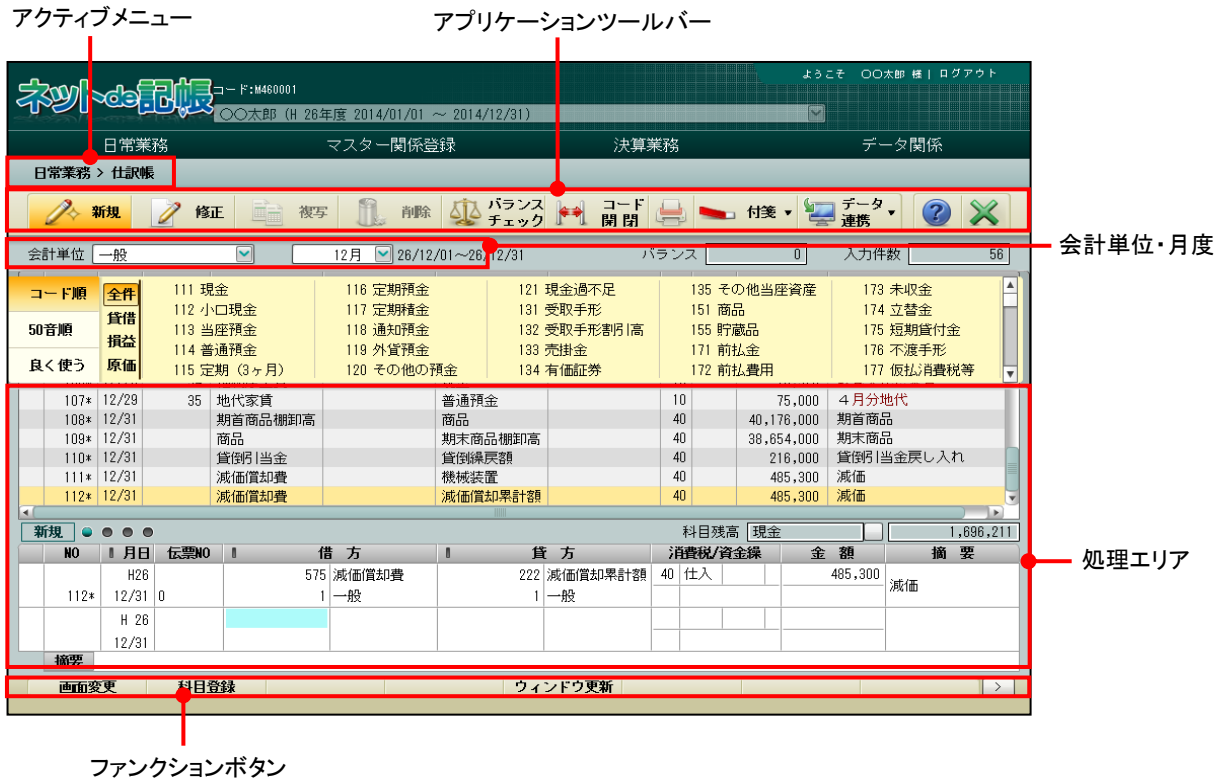 アクティブメニュー
アプリケーションツールバー
ようこそ 〇〇太郎 様 | ログアウト
ネットde記帳
コード:M460001
〇〇太郎 (H 26年度 2014/01/01 ～ 2014/12/31)
日常業務 マスター関係登録 決算業務 データ関係
日常業務 > 仕訳帳
新規 修正 複写 削除 バランスチェック コード開閉 付箋 データ連携
会計単位 一般 12月 26/12/01～26/12/31 バランス 0 入力件数 56
会計単位・月度
コード順 全件 111 現金 116 定期預金 121 現金過不足 135 その他当座資産 173 未収金
貸借 112 小口現金 117 定期積金 131 受取手形 151 商品 174 立替金
50音順 113 当座預金 118 通知預金 132 受取手形割引高 155 貯蔵品 175 短期貸付金
損益 114 普通預金 119 外貨預金 133 売掛金 171 前払金 176 不渡手形
良く使う 原価 115 定期(3ヶ月) 120 その他の預金 134 有価証券 172 前払費用 177 仮払消費税等
107* 12/29 35 地代家賃 普通預金 10 75,000 4月分地代
108* 12/31 期首商品棚卸高 商品 40 40,176,000 期首商品
109* 12/31 商品 期末商品棚卸高 40 38,654,000 期末商品
110* 12/31 貸倒引当金 貸倒繰戻額 40 216,000 貸倒引当金戻し入れ
111* 12/31 減価償却費 機械装置 40 485,300 減価
112* 12/31 減価償却費 減価償却累計額 40 485,300 減価
新規 科目残高 現金 1,696,211
NO 月日 伝票NO 借方 貸方 消費税/資金繰 金額 摘要
処理エリア
H26 575 減価償却費 222 減価償却累計額 40 仕入 485,300 減価
112* 12/31 0 1 一般 1 一般
H 26
12/31
摘要
画面変更 科目登録 ウィンドウ更新 >
ファンクションボタン